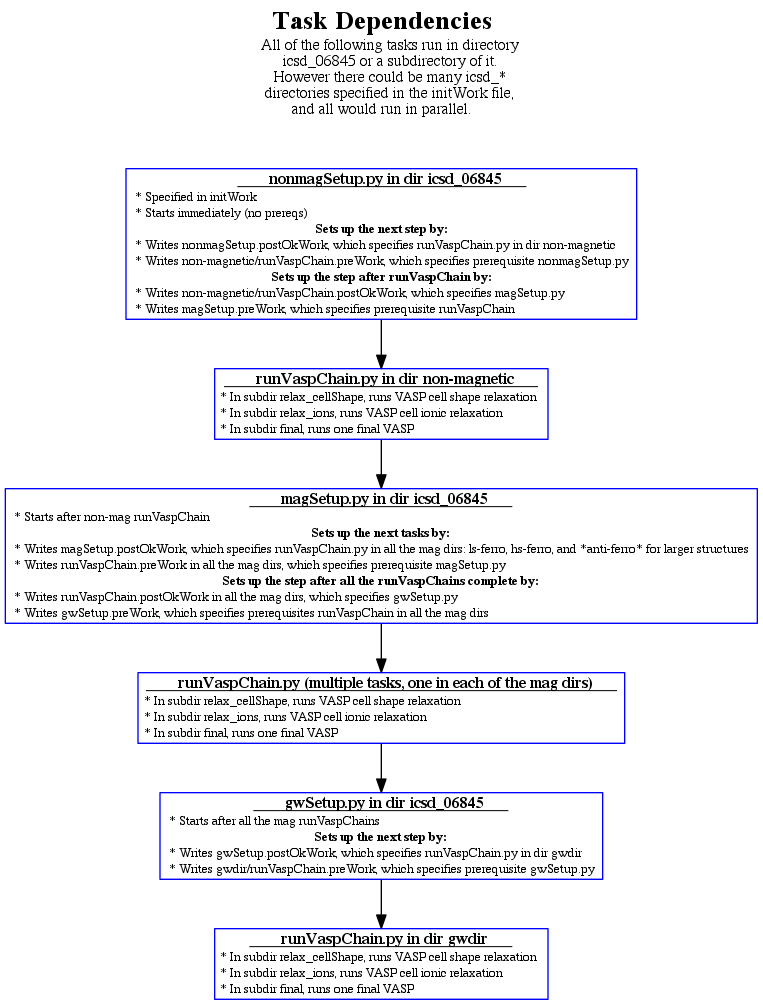 Task Dependencies
All of the following tasks run in directory
icsd_06845 or a subdirectory of it.
However there could be many icsd_*
directories specified in the initWork file,
and all would run in parallel.
nonmagSetup.py in dir icsd_06845
* Specified in initWork
* Starts immediately (no prereqs)
Sets up the next step by:
* Writes nonmagSetup.postOkWork, which specifies runVaspChain.py in dir non-magnetic
* Writes non-magnetic/runVaspChain.preWork, which specifies prerequisite nonmagSetup.py
Sets up the step after runVaspChain by:
* Writes non-magnetic/runVaspChain.postOkWork, which specifies magSetup.py
* Writes magSetup.preWork, which specifies prerequisite runVaspChain
runVaspChain.py in dir non-magnetic
* In subdir relax_cellShape, runs VASP cell shape relaxation
* In subdir relax_ions, runs VASP cell ionic relaxation
* In subdir final, runs one final VASP
magSetup.py in dir icsd_06845
* Starts after non-mag runVaspChain
Sets up the next tasks by:
* Writes magSetup.postOkWork, which specifies runVaspChain.py in all the mag dirs: ls-ferro, hs-ferro, and *anti-ferro* for larger structures
* Writes runVaspChain.preWork in all the mag dirs, which specifies prerequisite magSetup.py
Sets up the step after all the runVaspChains complete by:
* Writes runVaspChain.postOkWork in all the mag dirs, which specifies gwSetup.py
* Writes gwSetup.preWork, which specifies prerequisites runVaspChain in all the mag dirs
runVaspChain.py (multiple tasks, one in each of the mag dirs)
* In subdir relax_cellShape, runs VASP cell shape relaxation
* In subdir relax_ions, runs VASP cell ionic relaxation
* In subdir final, runs one final VASP
gwSetup.py in dir icsd_06845
* Starts after all the mag runVaspChains
Sets up the next step by:
* Writes gwSetup.postOkWork, which specifies runVaspChain.py in dir gwdir
* Writes gwdir/runVaspChain.preWork, which specifies prerequisite gwSetup.py
runVaspChain.py in dir gwdir
* In subdir relax_cellShape, runs VASP cell shape relaxation
* In subdir relax_ions, runs VASP cell ionic relaxation
* In subdir final, runs one final VASP